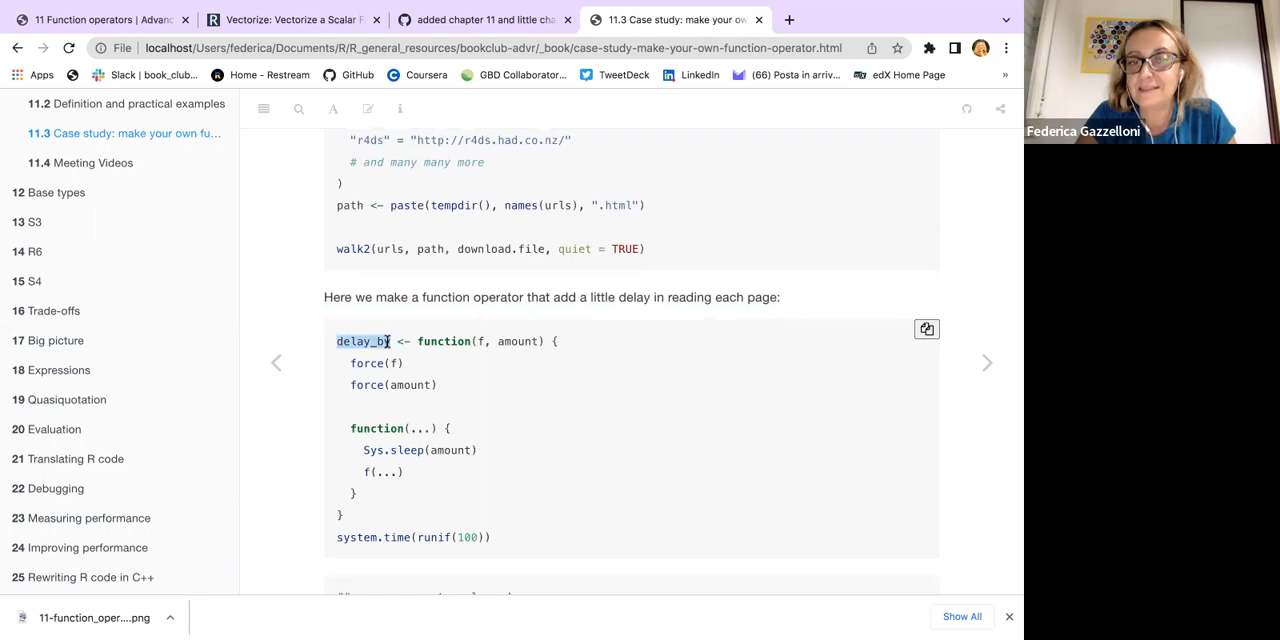 11 Function operators | Advanc
Vectorize: Vectorize a Scalar F
added chapter 11 and little cha
11.3 Case study: make your ow
File
localhost/Users/federica/Documents/R/R_general_resources/bookclub-advr/_book/case-study-make-your-own-function-operator.html
Apps
Slack | book_club...
Home - Restream
GitHub
Coursera
GBD Collaborator...
TweetDeck
LinkedIn
(66) Posta in arriv...
edX Home Page
»
11.2 Definition and practical examples
11.3 Case study: make your own fu...
11.4 Meeting Videos
12 Base types
13 S3
14 R6
15 S4
16 Trade-offs
17 Big picture
18 Expressions
19 Quasiquotation
20 Evaluation
21 Translating R code
22 Debugging
23 Measuring performance
24 Improving performance
25 Rewriting R code in C++
"r4ds" = "http://r4ds.had.co.nz/"
# and many many more
)
path <- paste(tempdir(), names(urls), ".html")
walk2(urls, path, download.file, quiet = TRUE)
Here we make a function operator that add a little delay in reading each page:
delay_by <- function(f, amount) {
force(f)
force(amount)
function(...) {
Sys.sleep(amount)
f(...)
}
}
system.time(runif(100))
Federica Gazzelloni
11-function_oper....png
Show All